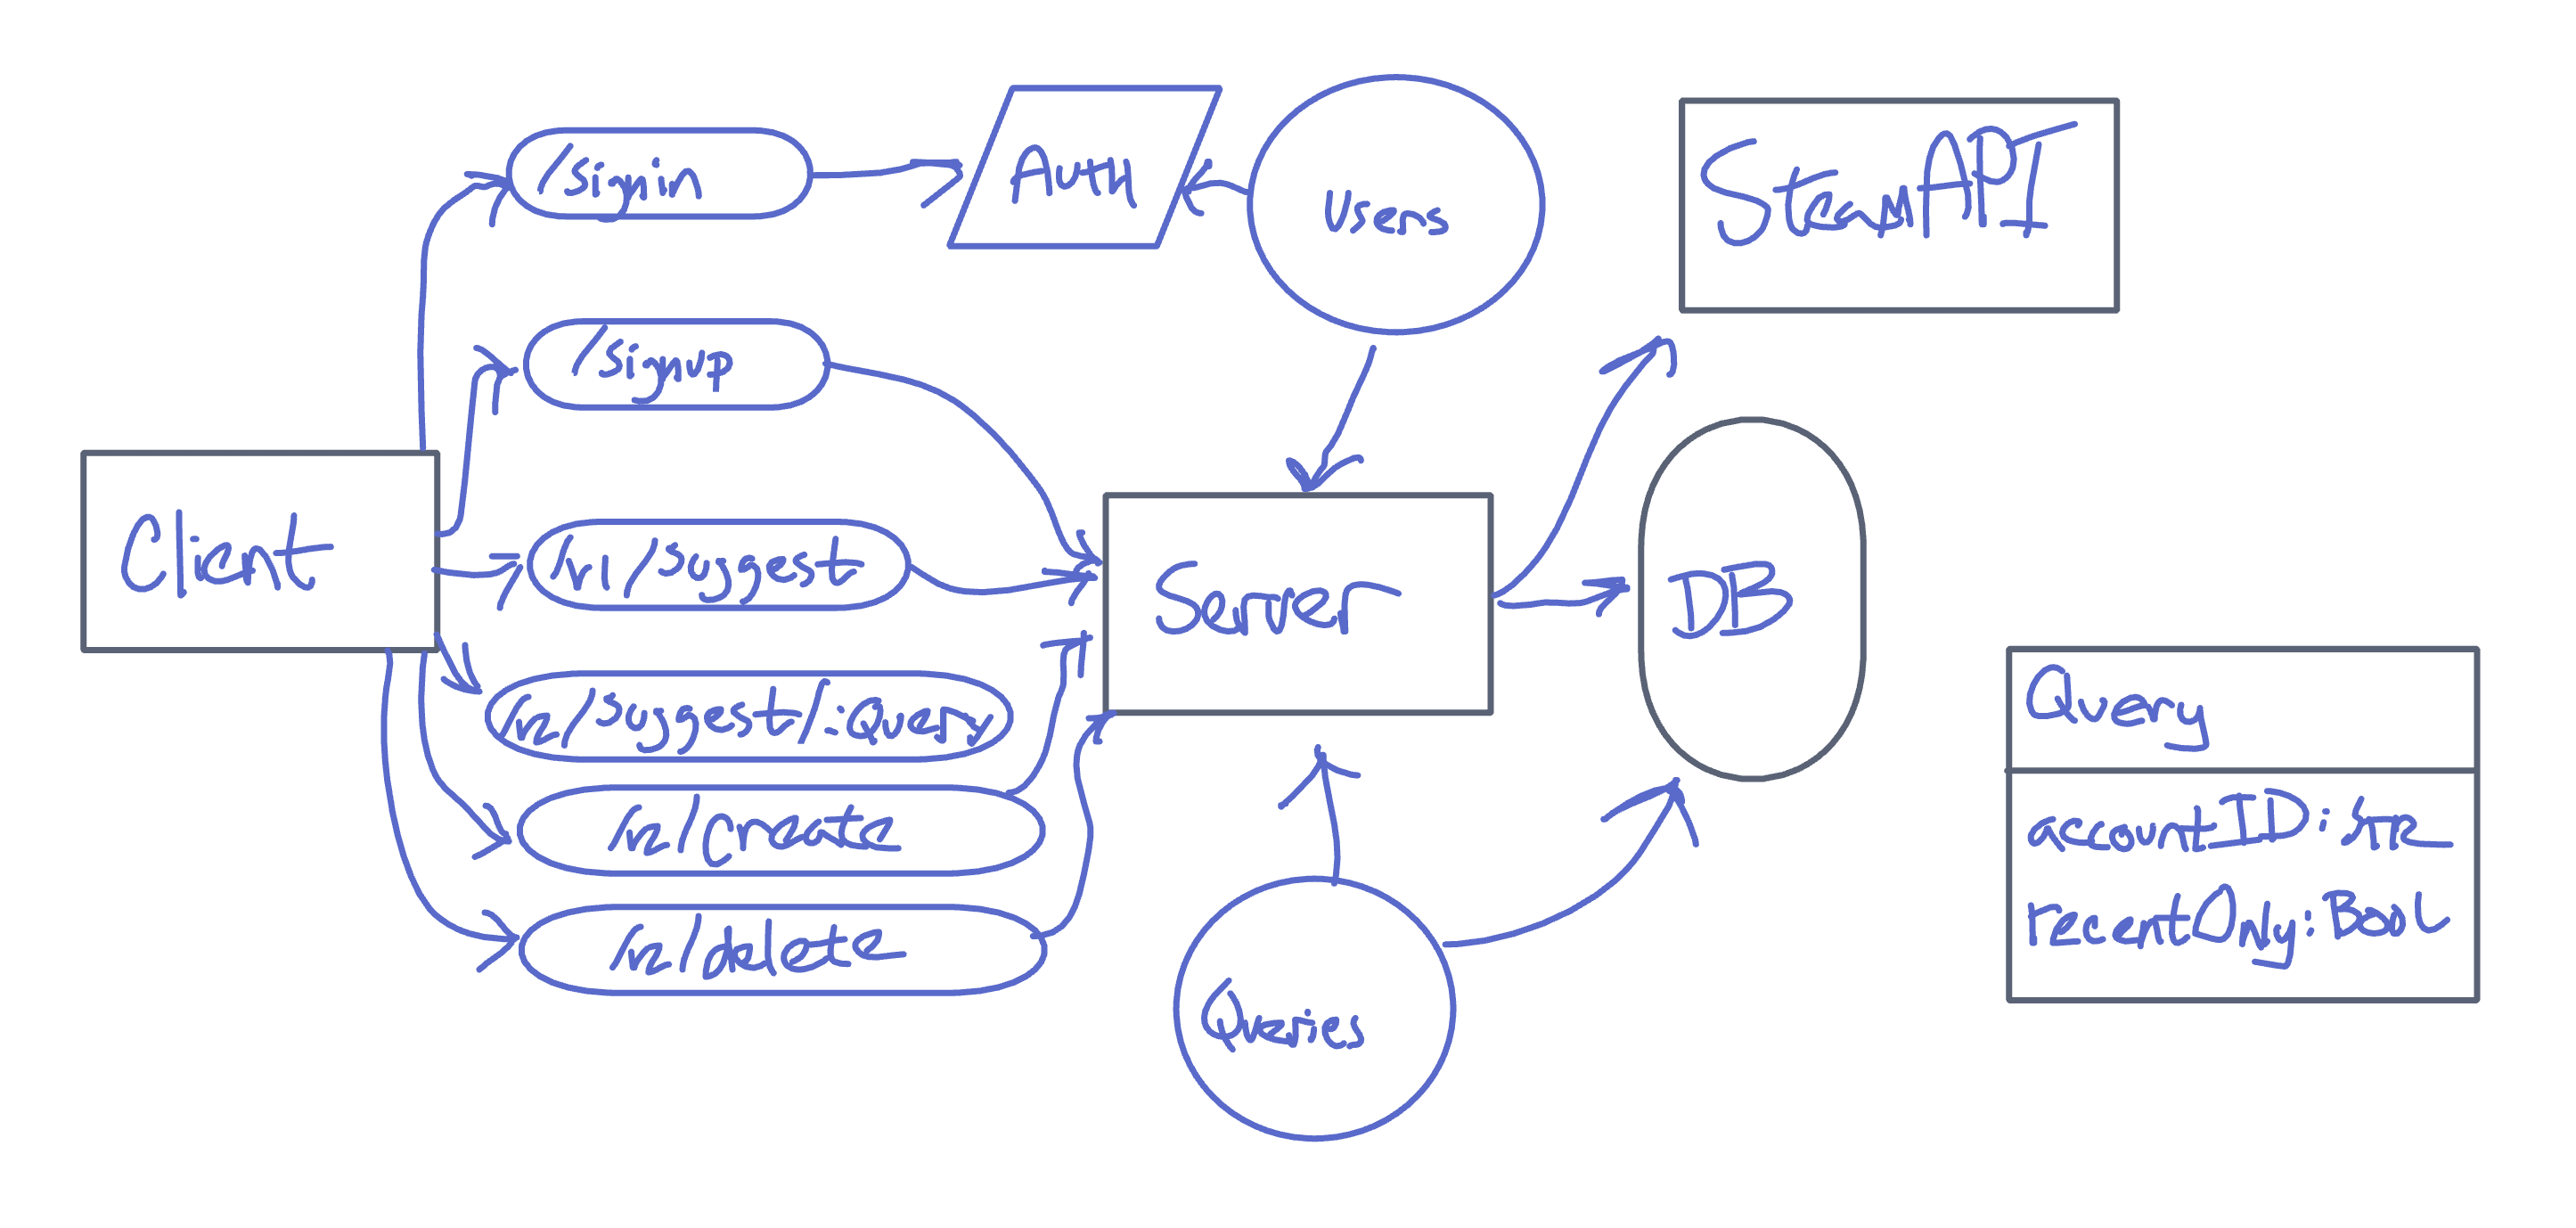 /signin
Auth
Users
SteamAPI
/signup
Client
/v1/suggest
Server
DB
/v2/suggest/:Query
/v2/create
/v2/delete
Queries
Query
accountID: STR
recentOnly: BOOL